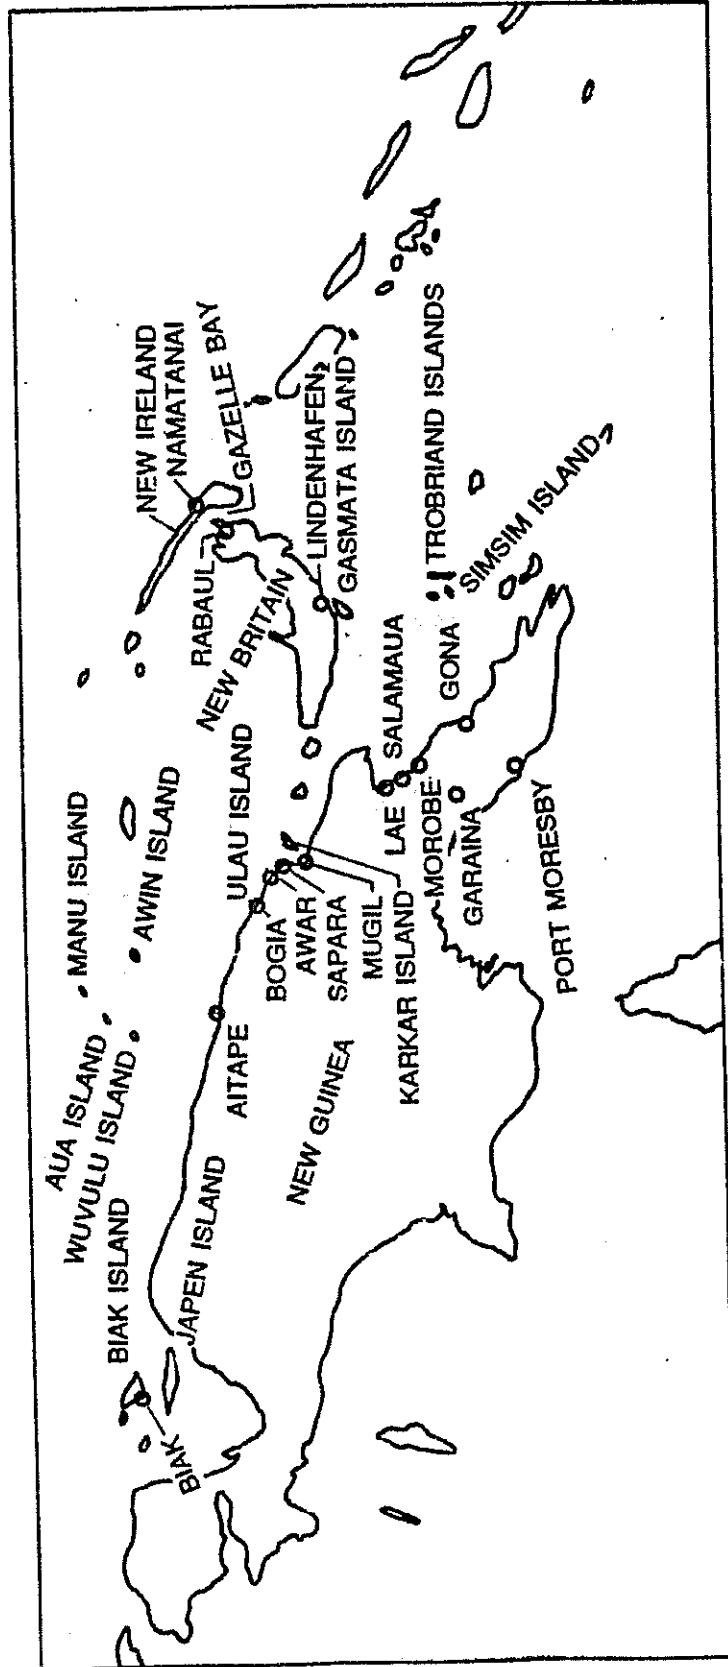 AUA ISLAND
WUVULU ISLAND
MANU ISLAND
AWIN ISLAND
NEW IRELAND
NAMATANAI
GAZELLE BAY
RABAUL
NEW BRITAIN
LINDENHAFEN
GASMATA ISLAND
BIAK ISLAND
BIAK
JAPEN ISLAND
AITAPE
ULAU ISLAND
BOGIA
AWAR
SAPARA
MUGIL
KARKAR ISLAND
NEW GUINEA
LAE
SALAMAUA
MOROBE
GARAINA
GONA
TROBRIAND ISLANDS
SIMSIM ISLAND
PORT MORESBY